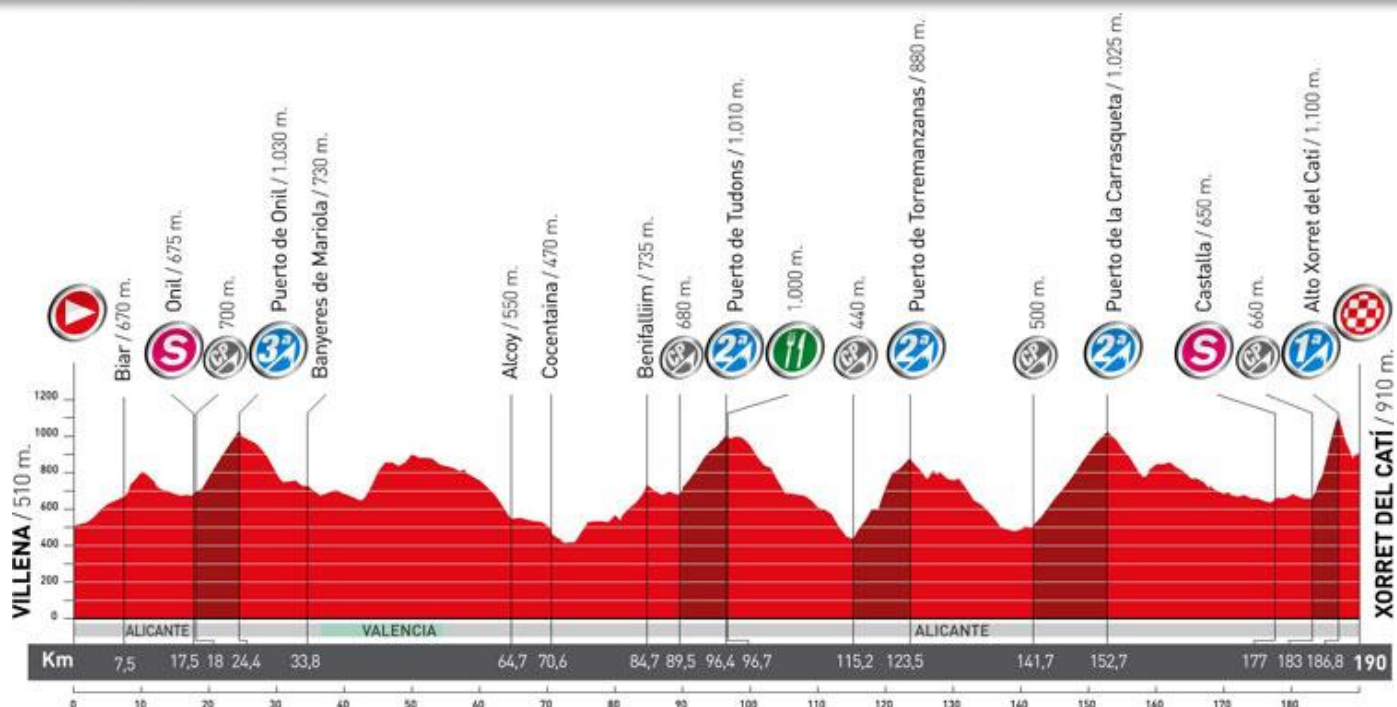 Biar / 670 m.
Onil / 675 m.
S
700 m.
CP
Puerto de Onil / 1.030 m.
3ª
Banyeres de Mariola / 730 m.
Alcoy / 550 m.
Cocentaina / 470 m.
Benifalliim / 735 m.
680 m.
CP
Puerto de Tudons / 1.010 m.
2ª
1.000 m.
440 m.
CP
Puerto de Torremanzanas / 880 m.
2ª
500 m.
CP
Puerto de la Carrasqueta / 1.025 m.
2ª
Castalla / 650 m.
S
660 m.
CP
Alto Xorret del Catí / 1.100 m.
1ª
VILLENA / 510 m.
XORRET DEL CATÍ / 910 m.
1200
1000
800
600
400
200
0
ALICANTE VALENCIA ALICANTE
Km 7,5 17,5 18 24,4 33,8 64,7 70,6 84,7 89,5 96,4 96,7 115,2 123,5 141,7 152,7 177 183 186,8 190
0 10 20 30 40 50 60 70 80 90 100 110 120 130 140 150 160 170 180